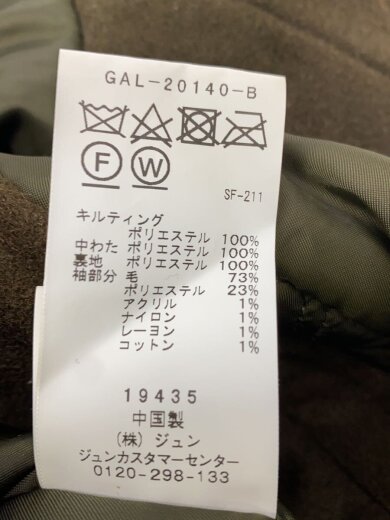 GAL-20140-B
F W
SF-211
キルティング
ポリエステル 100%
中わた ポリエステル 100%
裏地 ポリエステル 100%
袖部分 毛 73%
ポリエステル 23%
アクリル 1%
ナイロン 1%
レーヨン 1%
コットン 1%
19435
中国製
(株) ジュン
ジュンカスタマーセンター
0120-298-133